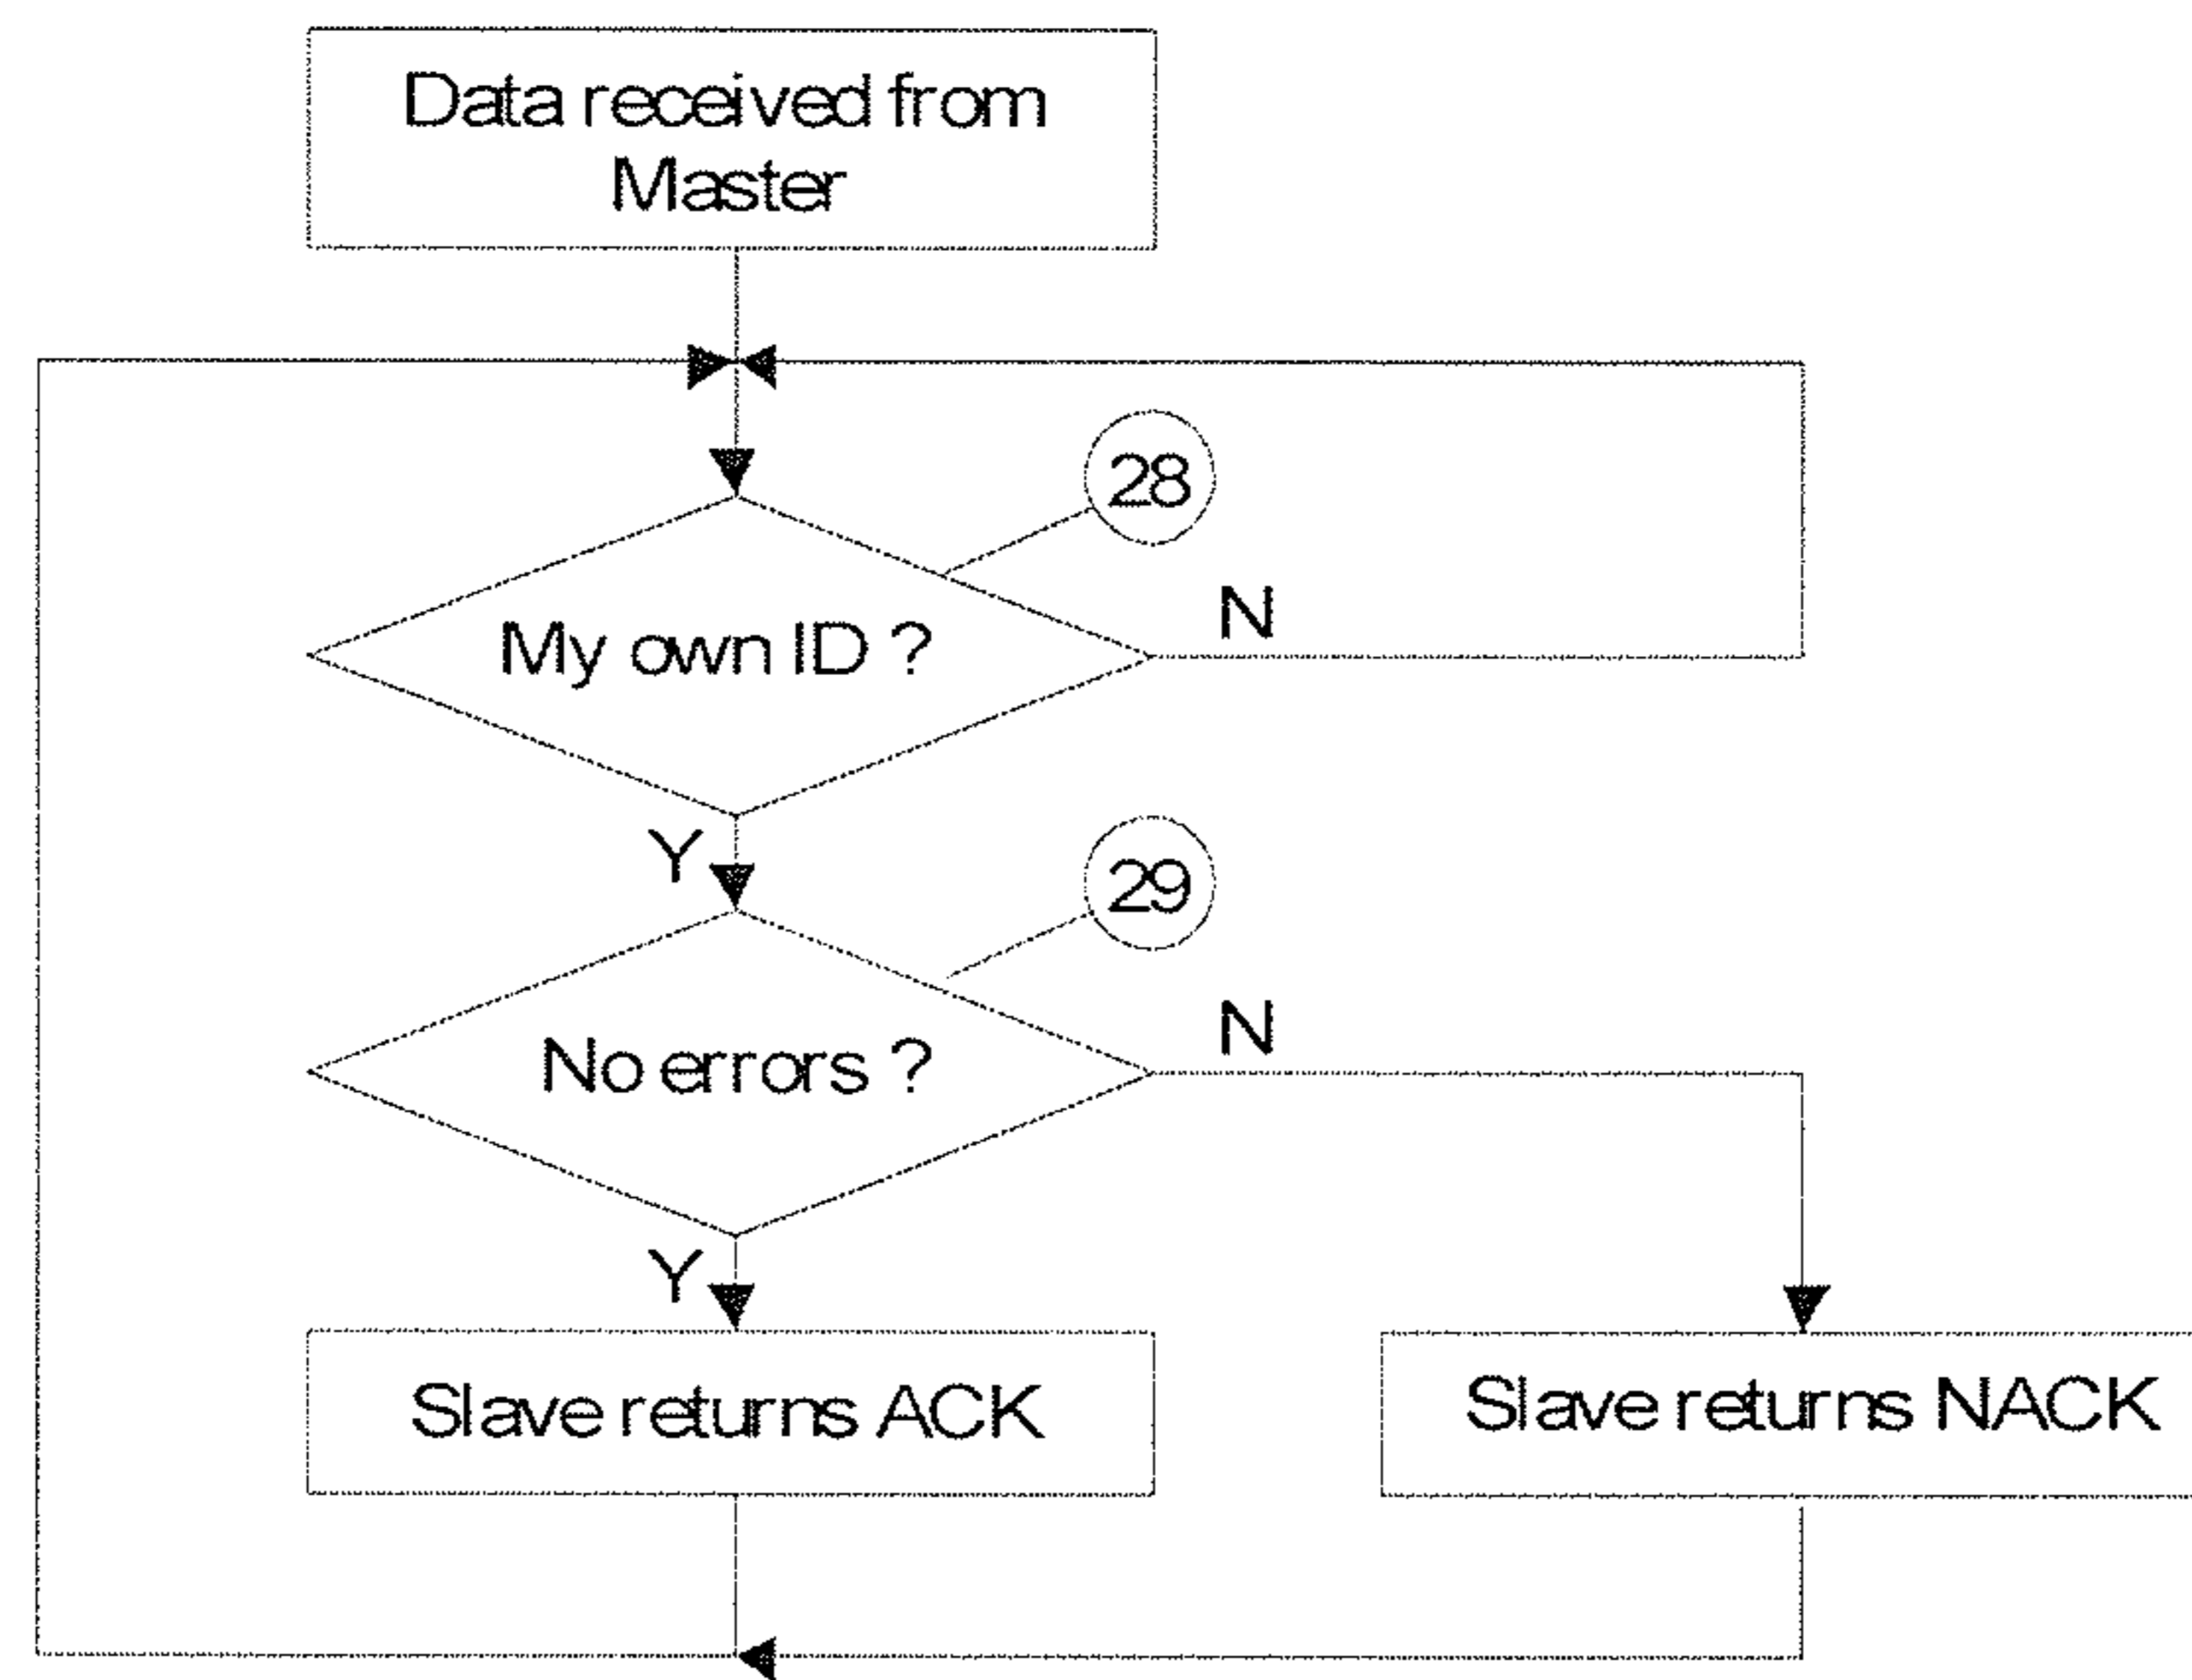 Data received from
Master
28
My own ID ?
N
Y
29
No errors ?
N
Y
Slave returns ACK
Slave returns NACK